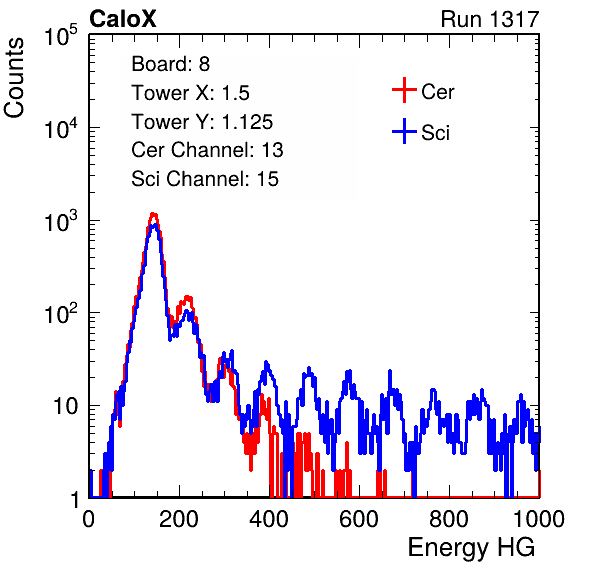 CaloX Run 1317
Counts
10^5
10^4
10^3
10^2
10
1
Board: 8
Tower X: 1.5
Tower Y: 1.125
Cer Channel: 13
Sci Channel: 15
Cer
Sci
0 200 400 600 800 1000
Energy HG